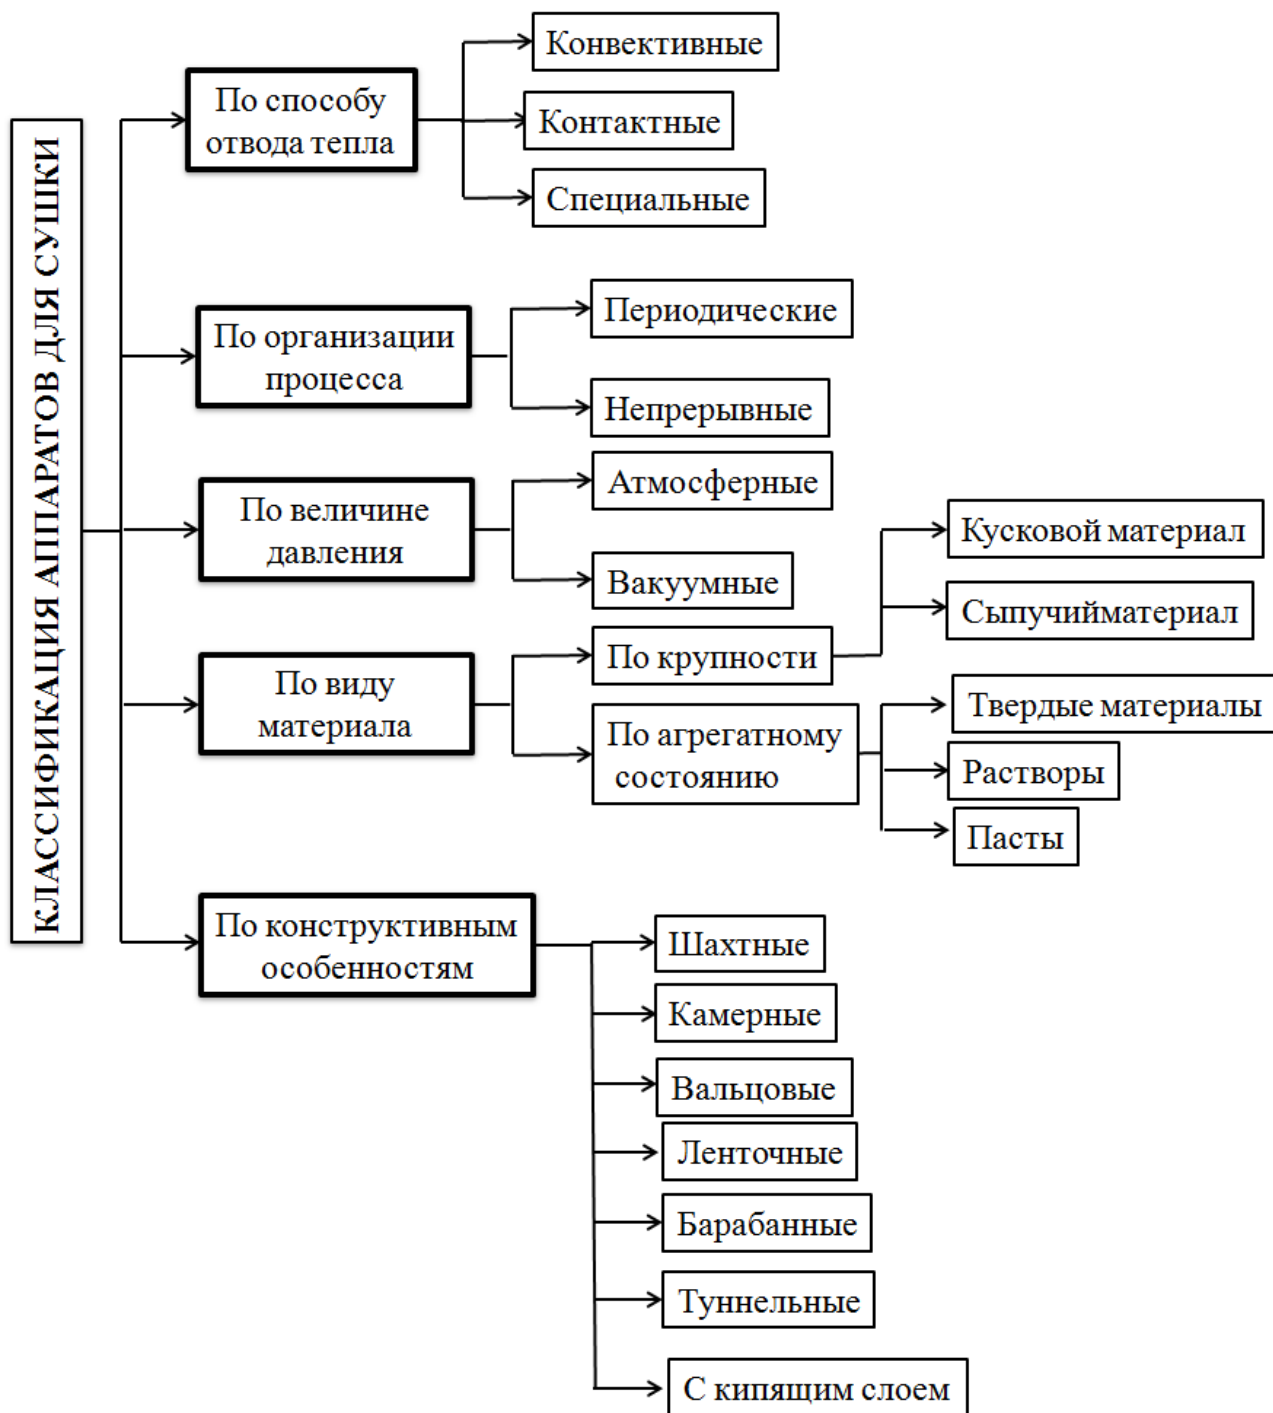 КЛАССИФИКАЦИЯ АППАРАТОВ ДЛЯ СУШКИ
По способу
отвода тепла
Конвективные
Контактные
Специальные
По организации
процесса
Периодические
Непрерывные
По величине
давления
Атмосферные
Вакуумные
По виду
материала
По крупности
Кусковой материал
Сыпучийматериал
По агрегатному
состоянию
Твердые материалы
Растворы
Пасты
По конструктивным
особенностям
Шахтные
Камерные
Вальцовые
Ленточные
Барабанные
Туннельные
С кипящим слоем